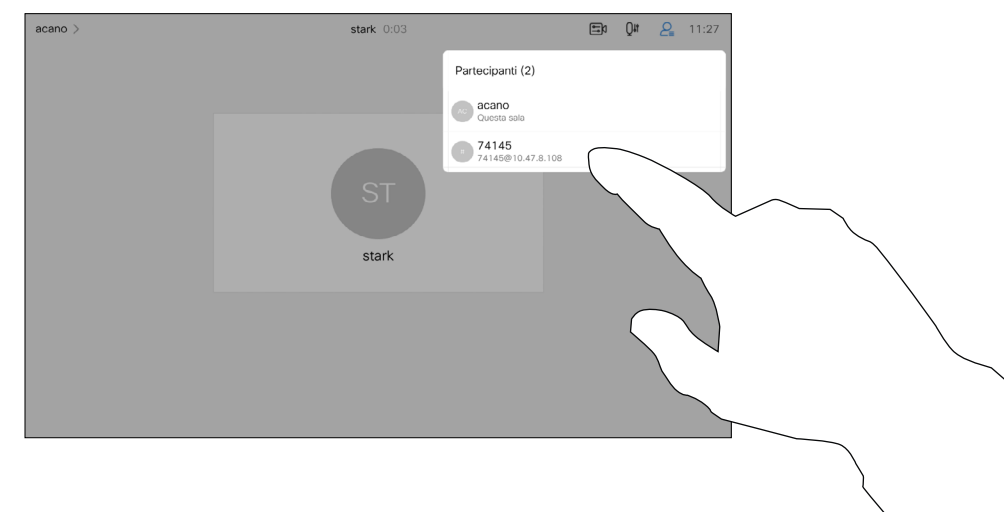 acano >
stark 0:03
11:27
Partecipanti (2)
AC
acano
Questa sala
74145
74145@10.47.8.108
ST
stark